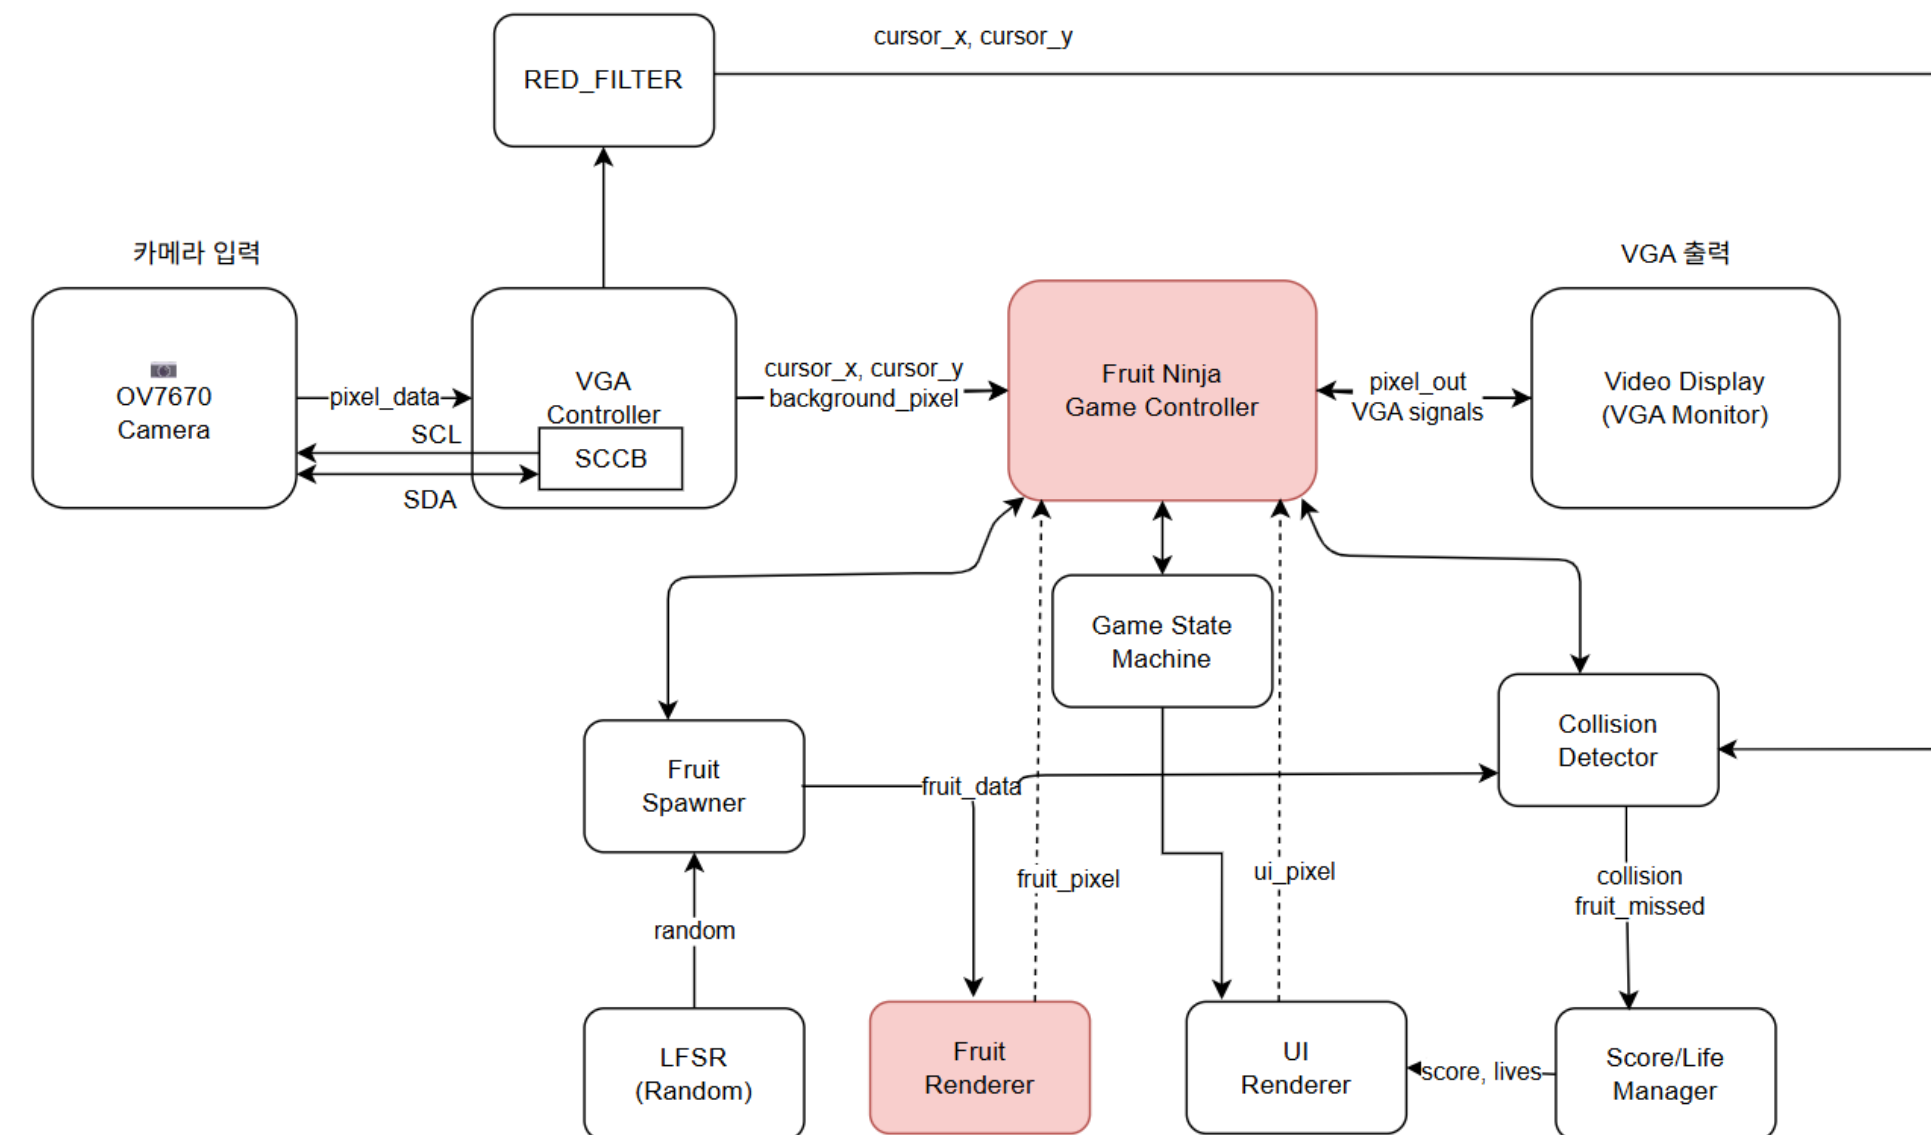 cursor_x, cursor_y
RED_FILTER
카메라 입력
VGA 출력
OV7670
Camera
pixel_data
SCL
SDA
VGA
Controller
SCCB
cursor_x, cursor_y
background_pixel
Fruit Ninja
Game Controller
pixel_out
VGA signals
Video Display
(VGA Monitor)
Game State
Machine
Collision
Detector
Fruit
Spawner
fruit_data
fruit_pixel
ui_pixel
collision
fruit_missed
random
LFSR
(Random)
Fruit
Renderer
UI
Renderer
score, lives
Score/Life
Manager